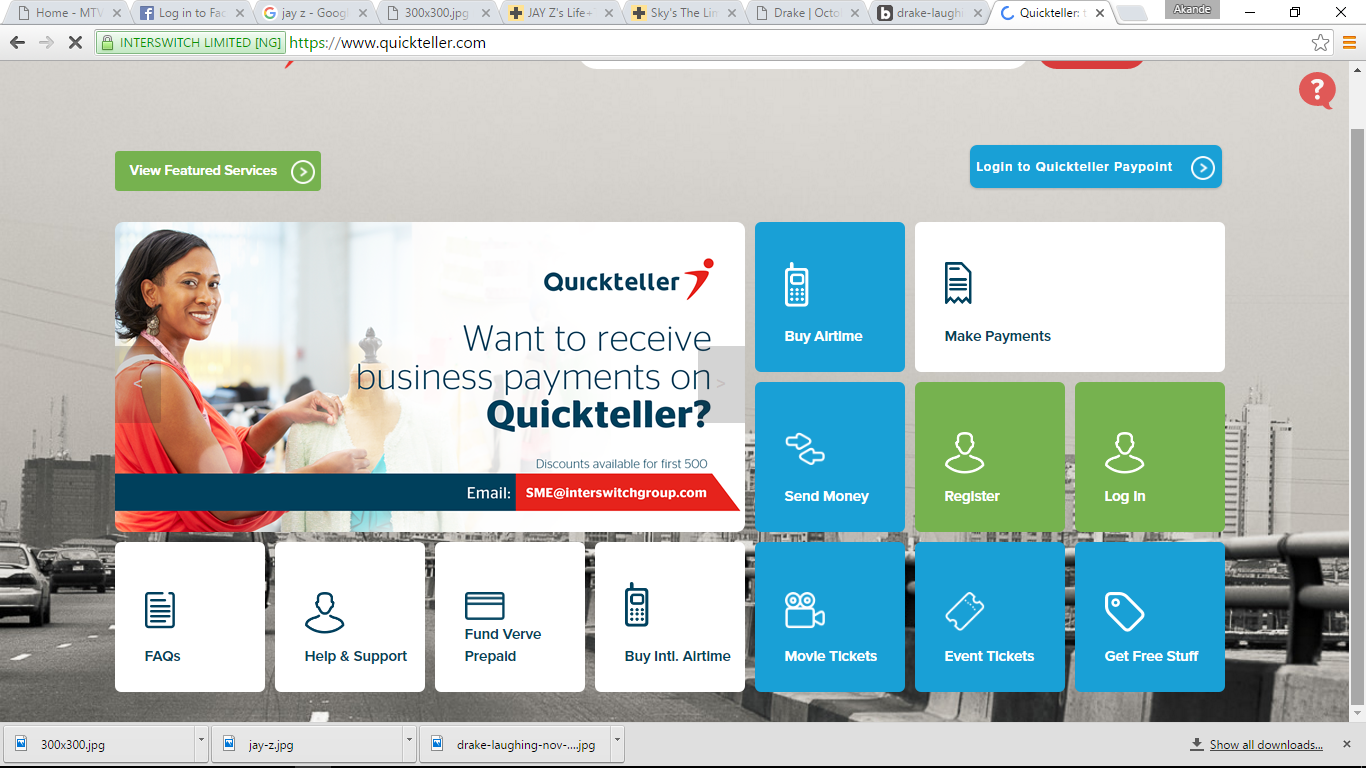 Home - MTV
Log in to Fac
jay z - Googl
300x300.jpg
JAY Z's Life+T
Sky's The Lim
Drake | Octol
drake-laughi
Quickteller: t
Akande
INTERSWITCH LIMITED [NG]
https://www.quickteller.com
?
View Featured Services
Login to Quickteller Paypoint
Quickteller
Want to receive
business payments on
Quickteller?
Discounts available for first 500
Email: SME@interswitchgroup.com
<
>
Buy Airtime
Make Payments
Send Money
Register
Log In
FAQs
Help & Support
Fund Verve
Prepaid
Buy Intl. Airtime
Movie Tickets
Event Tickets
Get Free Stuff
300x300.jpg
jay-z.jpg
drake-laughing-nov-....jpg
Show all downloads...